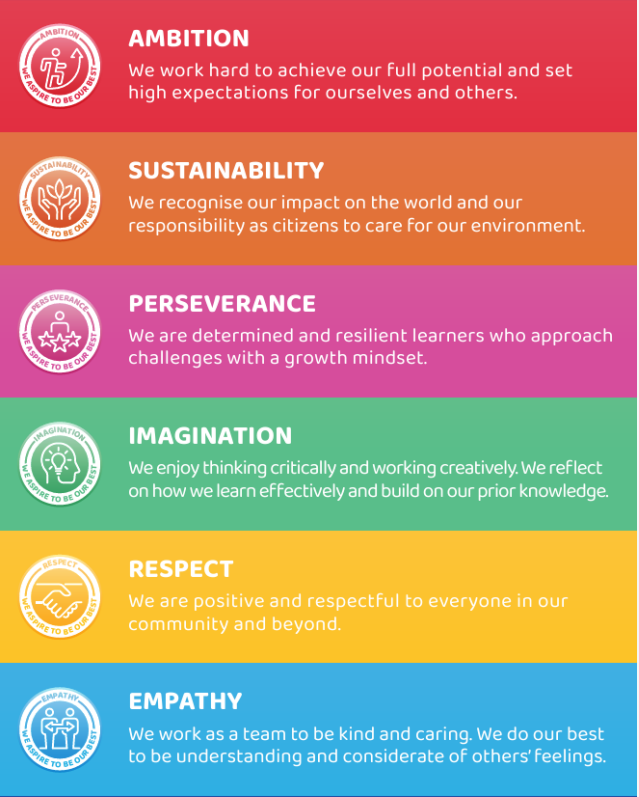 AMBITION
WE ASPIRE TO BE OUR BEST
AMBITION
We work hard to achieve our full potential and set
high expectations for ourselves and others.
SUSTAINABILITY
WE ASPIRE TO BE OUR BEST
SUSTAINABILITY
We recognise our impact on the world and our
responsibility as citizens to care for our environment.
PERSEVERANCE
WE ASPIRE TO BE OUR BEST
PERSEVERANCE
We are determined and resilient learners who approach
challenges with a growth mindset.
IMAGINATION
WE ASPIRE TO BE OUR BEST
IMAGINATION
We enjoy thinking critically and working creatively. We reflect
on how we learn effectively and build on our prior knowledge.
RESPECT
WE ASPIRE TO BE OUR BEST
RESPECT
We are positive and respectful to everyone in our
community and beyond.
EMPATHY
WE ASPIRE TO BE OUR BEST
EMPATHY
We work as a team to be kind and caring. We do our best
to be understanding and considerate of others' feelings.